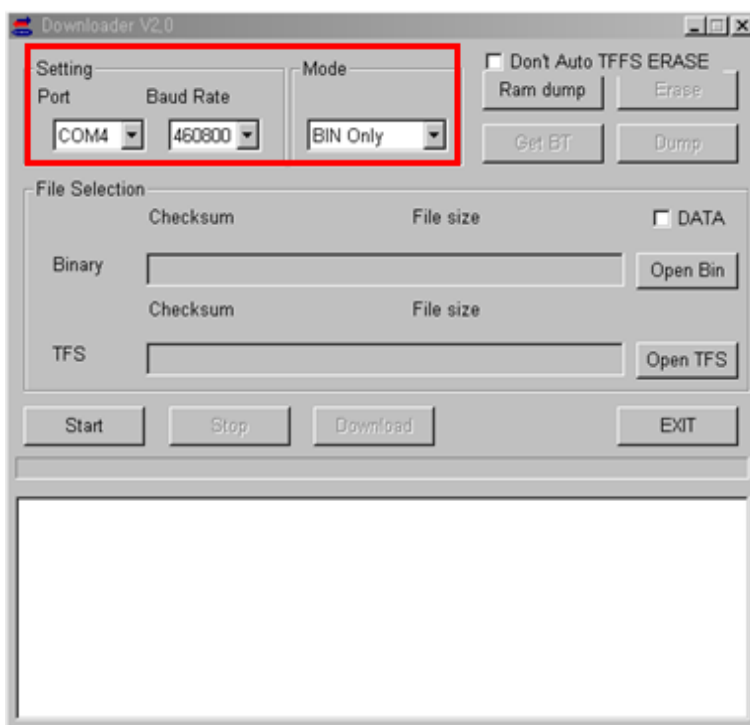 Downloader V2,0
Setting
Mode
Don't Auto TFFS ERASE
Port
Baud Rate
Ram dump
Erase
COM4
460800
BIN Only
Get BT
Dump
File Selection
Checksum
File size
DATA
Binary
Open Bin
Checksum
File size
TFS
Open TFS
Start
Stop
Download
EXIT